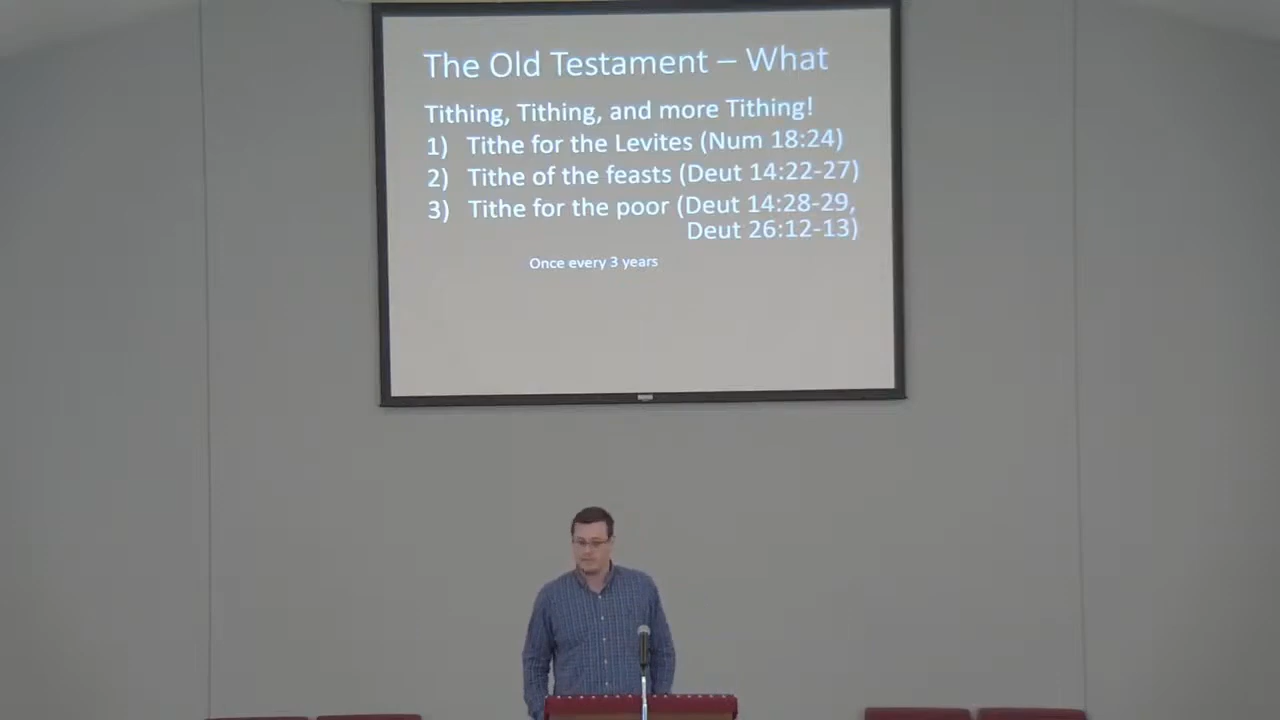 The Old Testament – What
Tithing, Tithing, and more Tithing!
1) Tithe for the Levites (Num 18:24)
2) Tithe of the feasts (Deut 14:22-27)
3) Tithe for the poor (Deut 14:28-29,
Deut 26:12-13)
Once every 3 years